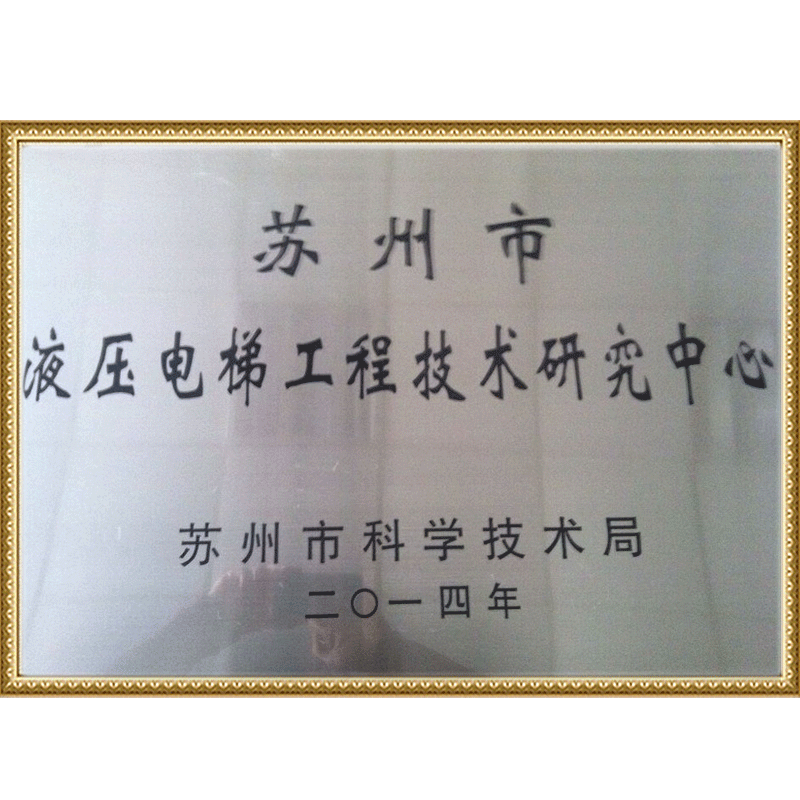 苏州市
液压电梯工程技术研究中心
苏州市科学技术局
二〇一四年